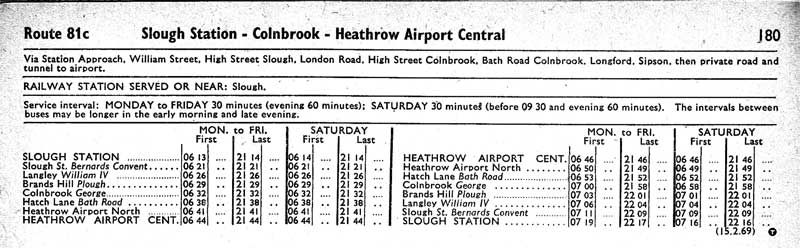 Route 81c Slough Station - Colnbrook - Heathrow Airport Central J80
Via Station Approach, William Street, High Street Slough, London Road, High Street Colnbrook, Bath Road Colnbrook, Longford, Sipson, then private road and
tunnel to airport.
RAILWAY STATION SERVED OR NEAR: Slough.
Service interval: MONDAY to FRIDAY 30 minutes (evening 60 minutes); SATURDAY 30 minutes (before 09 30 and evening 60 minutes). The intervals between
buses may be longer in the early morning and late evening.
MON. to FRI. SATURDAY MON. to FRI. SATURDAY
First Last First Last First Last First Last
SLOUGH STATION .... 06 13 .... 21 14 .... 06 14 .... 21 14 .... HEATHROW AIRPORT CENT. 06 46 .... 21 46 .... 06 46 .... 21 46 ....
Slough St. Bernards Convent .... 06 21 .... 21 21 .... 06 21 .... 21 21 .... Heathrow Airport North .... 06 50 .... 21 49 .... 06 49 .... 21 49 ....
Langley William IV .... 06 26 .... 21 26 .... 06 26 .... 21 26 .... Hatch Lane Bath Road .... 06 53 .... 21 52 .... 06 52 .... 21 52 ....
Brands Hill Plough .... 06 29 .... 21 29 .... 06 29 .... 21 29 .... Colnbrook George .... 07 00 .... 21 58 .... 06 58 .... 21 58 ....
Colnbrook George .... 06 32 .... 21 32 .... 06 32 .... 21 32 .... Brands Hill Plough .... 07 03 .... 22 01 .... 07 01 .... 22 01 ....
Hatch Lane Bath Road .... 06 38 .... 21 38 .... 06 38 .... 21 38 .... Langley William IV .... 07 06 .... 22 04 .... 07 04 .... 22 04 ....
Heathrow Airport North .... 06 41 .... 21 41 .... 06 41 .... 21 41 .... Slough St. Bernards Convent .... 07 11 .... 22 09 .... 07 09 .... 22 09 ....
HEATHROW AIRPORT CENT. 06 44 .... 21 44 .... 06 44 .... 21 44 .... SLOUGH STATION .... 07 19 .... 22 17 .... 07 16 .... 22 16 ....
(15.2.69) T